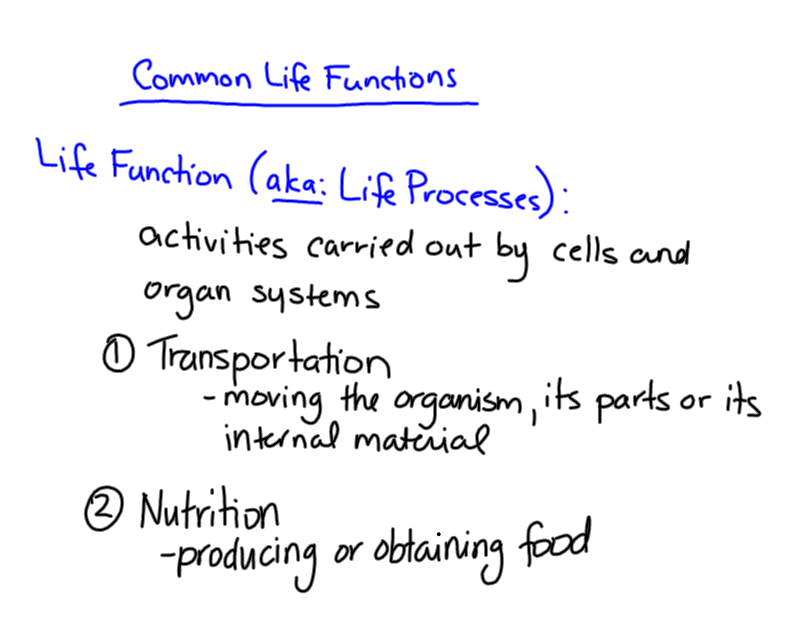 Common Life Functions
Life Function (aka: Life Processes):
activities carried out by cells and
organ systems
① Transportation
- moving the organism, its parts or its
internal material
② Nutrition
- producing or obtaining food